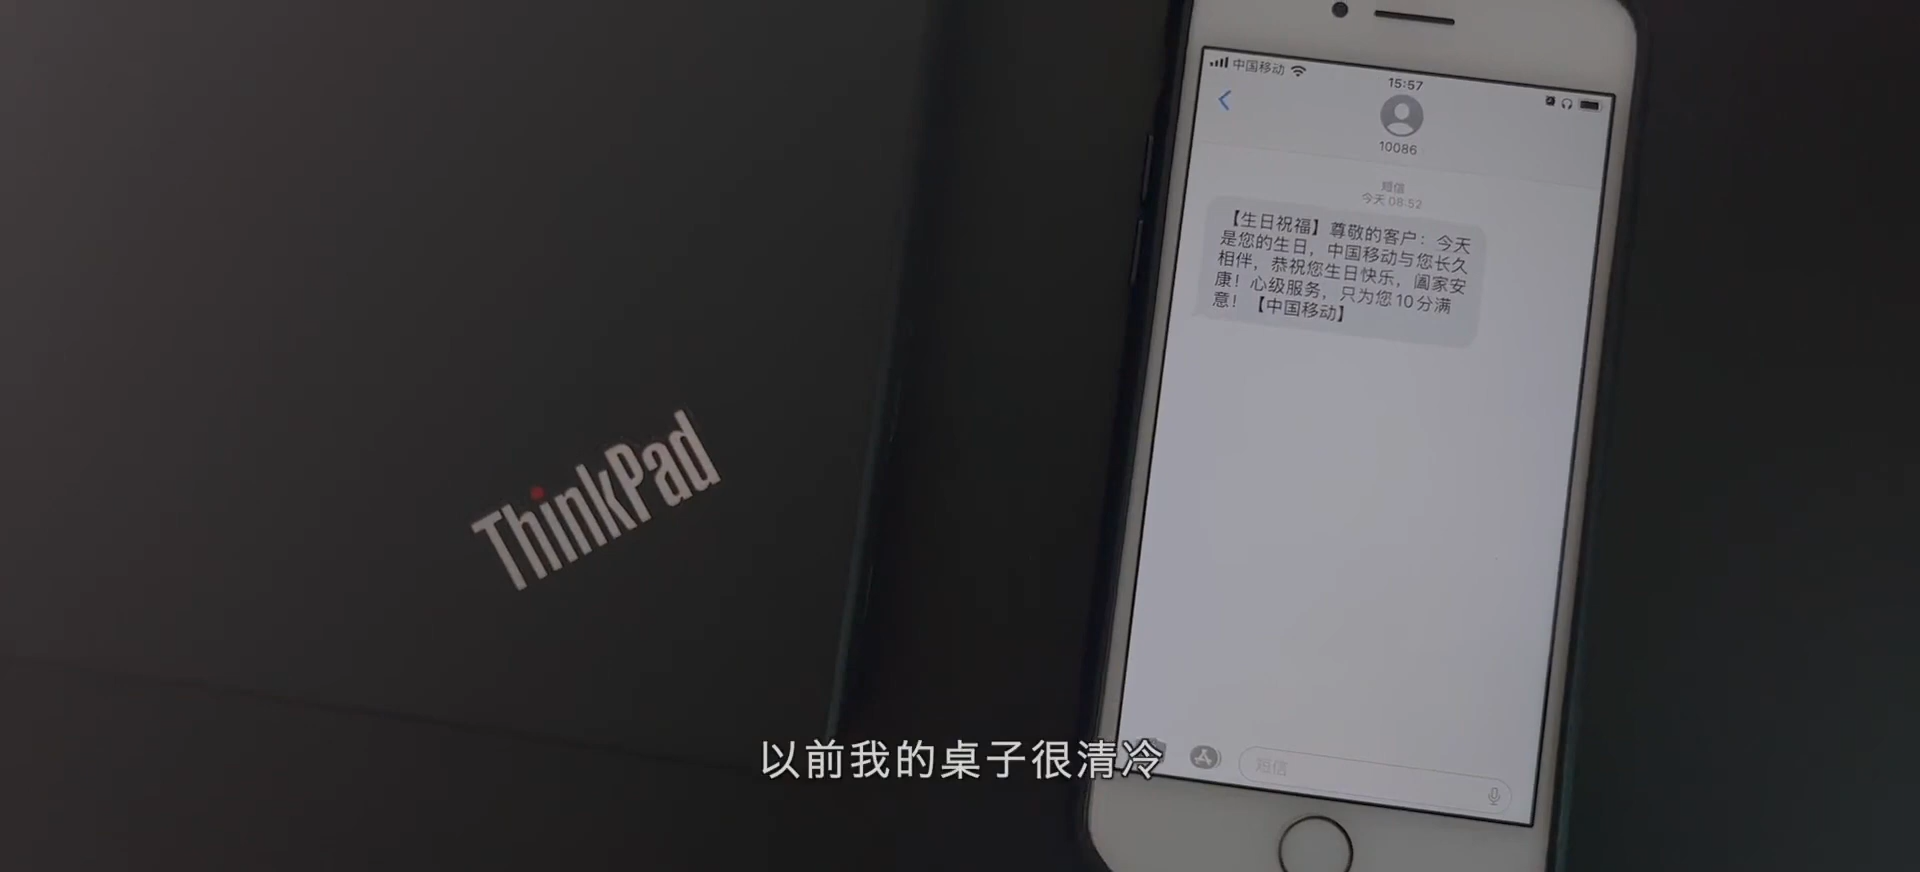 中国移动
15:57
10086
短信
今天 08:52
【生日祝福】尊敬的客户：今天
是您的生日，中国移动与您长久
相伴，恭祝您生日快乐，阖家安
康！心级服务，只为您10分满
意！【中国移动】
ThinkPad
以前我的桌子很清冷
短信